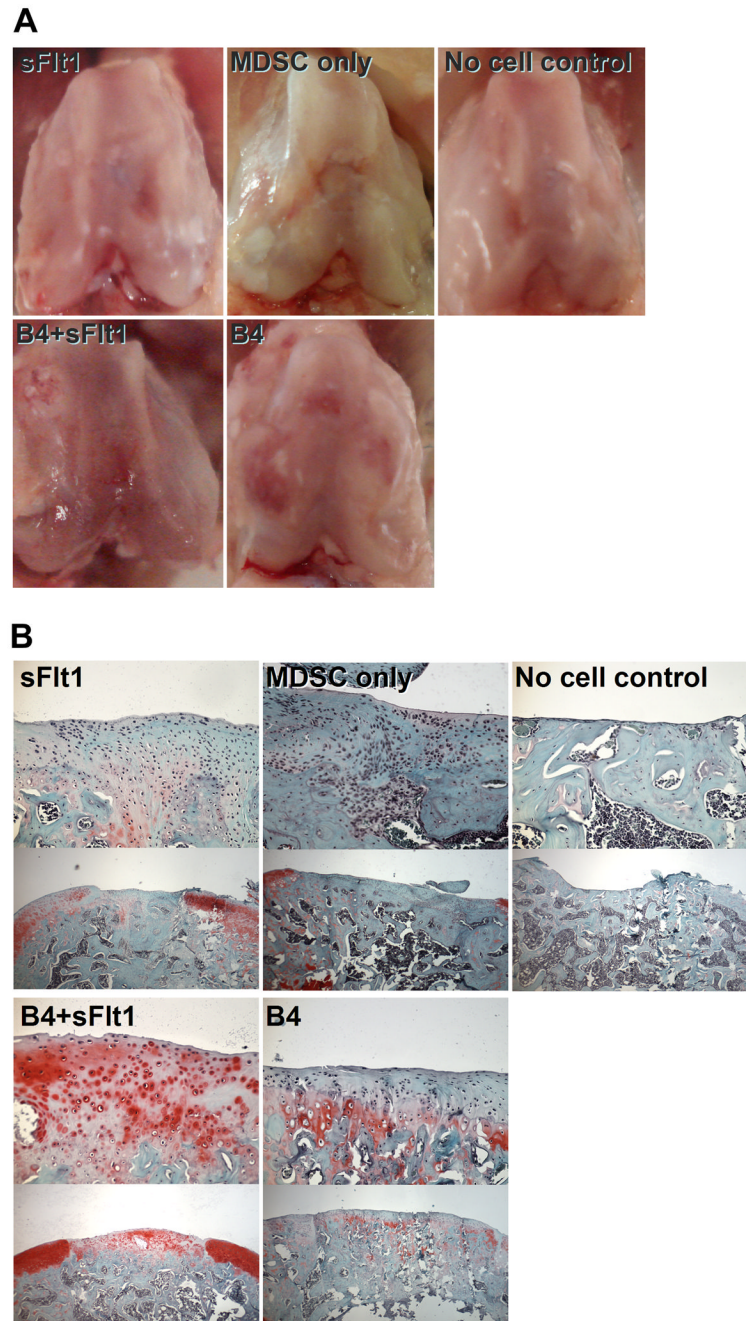 A
sFlt1 MDSC only No cell control
B4+sFlt1 B4
B
sFlt1 MDSC only No cell control
B4+sFlt1 B4